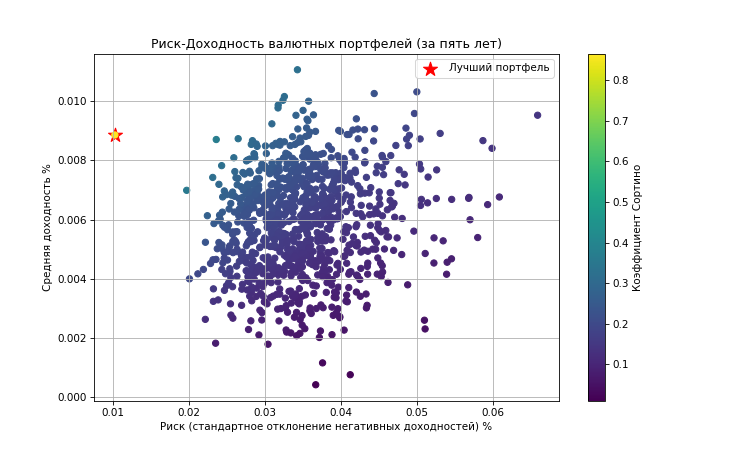 Риск-Доходность валютных портфелей (за пять лет)
Лучший портфель
Средняя доходность %
0.010
0.008
0.006
0.004
0.002
0.000
0.01 0.02 0.03 0.04 0.05 0.06
Риск (стандартное отклонение негативных доходностей) %
0.8
0.7
0.6
0.5
0.4
0.3
0.2
0.1
Коэффициент Сортино